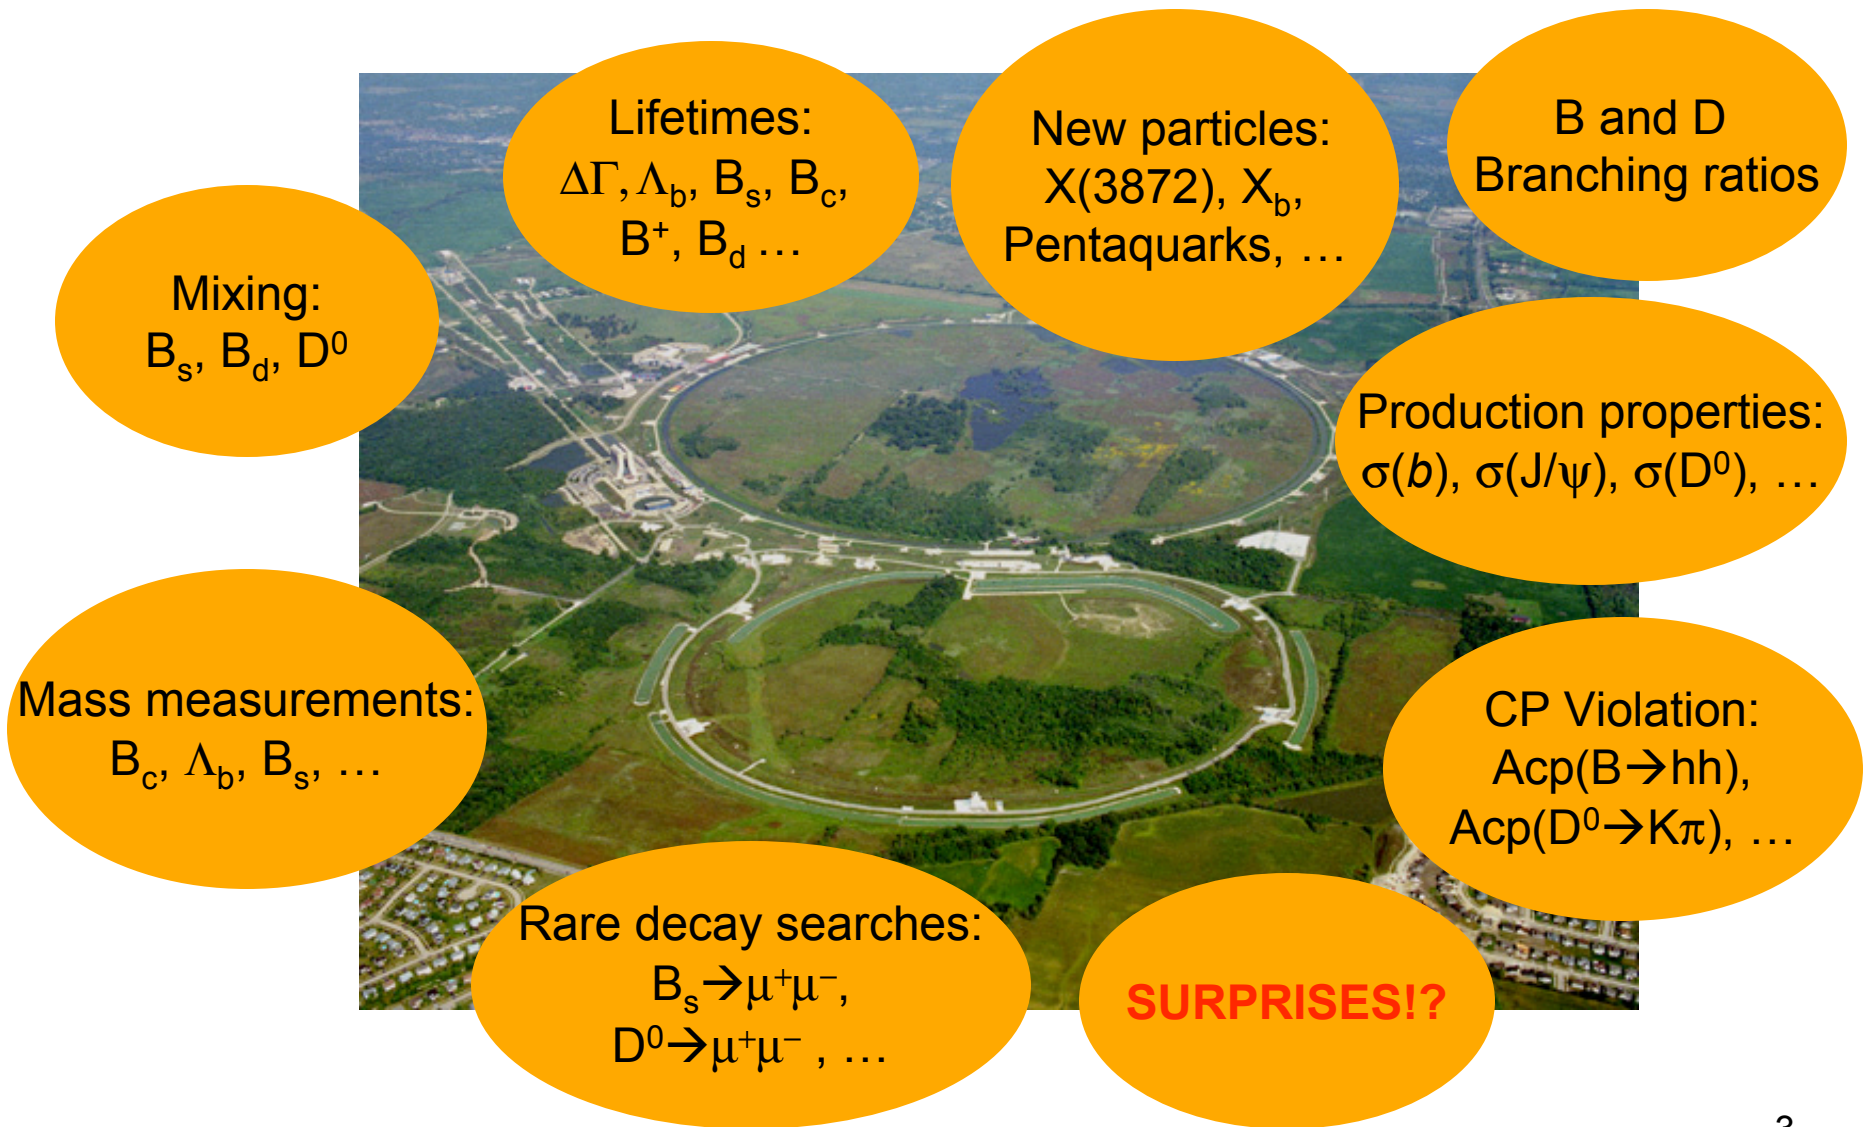 Lifetimes:
ΔΓ, Λb, Bs, Bc,
B+, Bd …
New particles:
X(3872), Xb,
Pentaquarks, …
B and D
Branching ratios
Mixing:
Bs, Bd, D0
Production properties:
σ(b), σ(J/ψ), σ(D0), …
Mass measurements:
Bc, Λb, Bs, …
CP Violation:
Acp(B→hh),
Acp(D0→Kπ), …
Rare decay searches:
Bs→μ+μ−,
D0→μ+μ− , …
SURPRISES!?
3